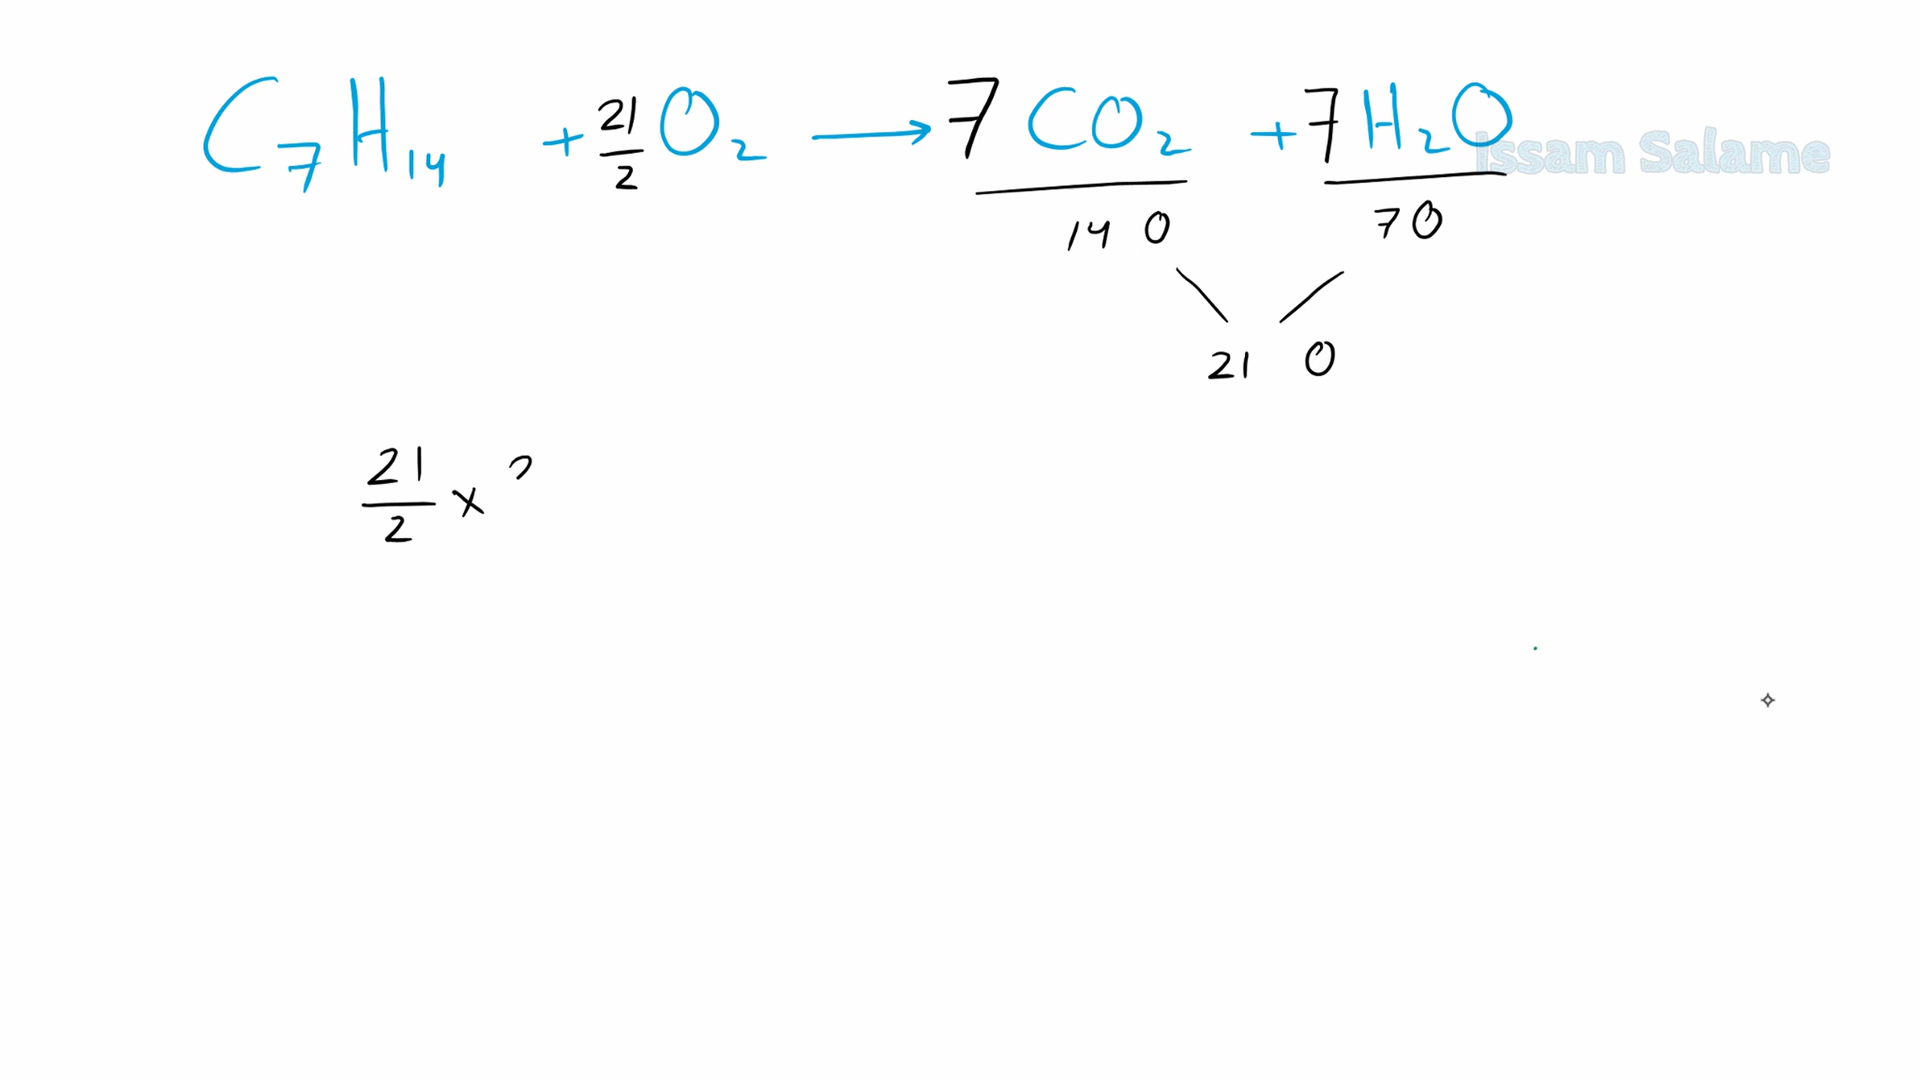 C₇H₁₄ + 21/2 O₂ → 7 CO₂ + 7 H₂O
Issam Salame
14 O 7 O
21 O
21/2 x